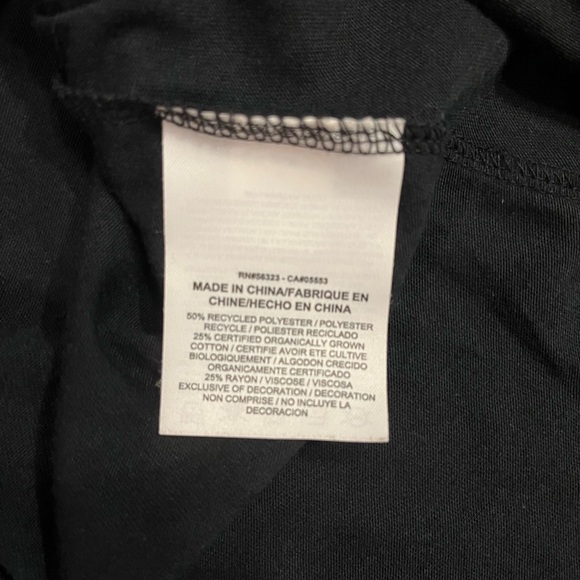 RN#56323 - CA#05553
MADE IN CHINA/FABRIQUE EN
CHINE/HECHO EN CHINA
50% RECYCLED POLYESTER / POLYESTER
RECYCLE / POLIESTER RECICLADO
25% CERTIFIED ORGANICALLY GROWN
COTTON / CERTIFIE AVOIR ETE CULTIVE
BIOLOGIQUEMENT / ALGODON CRECIDO
ORGANICAMENTE CERTIFICADO
25% RAYON / VISCOSE / VISCOSA
EXCLUSIVE OF DECORATION / DECORATION
NON COMPRISE / NO INCLUYE LA
DECORACION